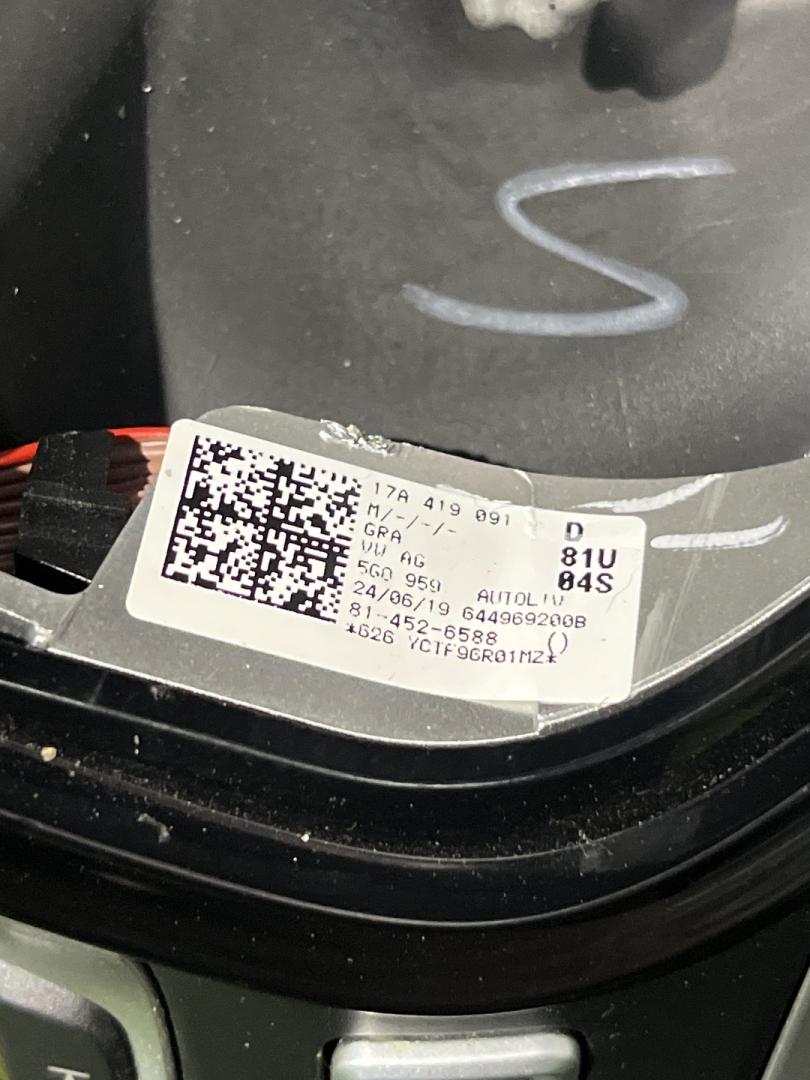 S
17A 419 091 D
M/-/-/- 81U
GRA 04S
VW AG
5G0 959 AUTOLIV
24/06/19 644969200B
81-452-6588 ()
*626 YCTF9GR01MZ*